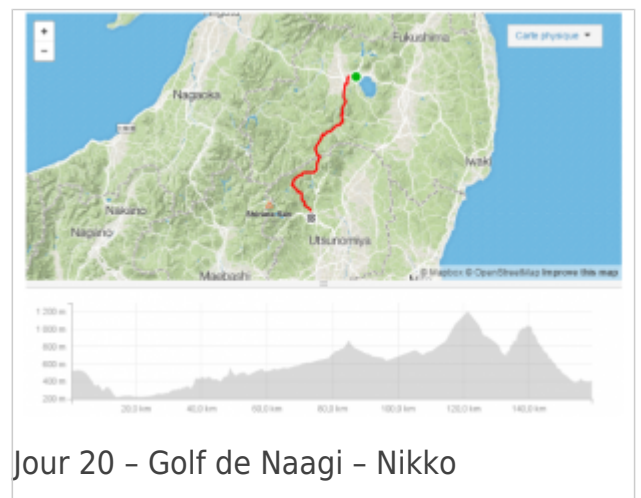 +
Carte physique
−
Fukushima
Nagaoka
Iwaki
Nakano
Nagano
Utsunomiya
Maebashi
© Mapbox © OpenStreetMap Improve this map
1 200 m
1 000 m
800 m
600 m
400 m
200 m
20,0 km 40,0 km 60,0 km 80,0 km 100,0 km 120,0 km 140,0 km
Jour 20 – Golf de Naagi – Nikko